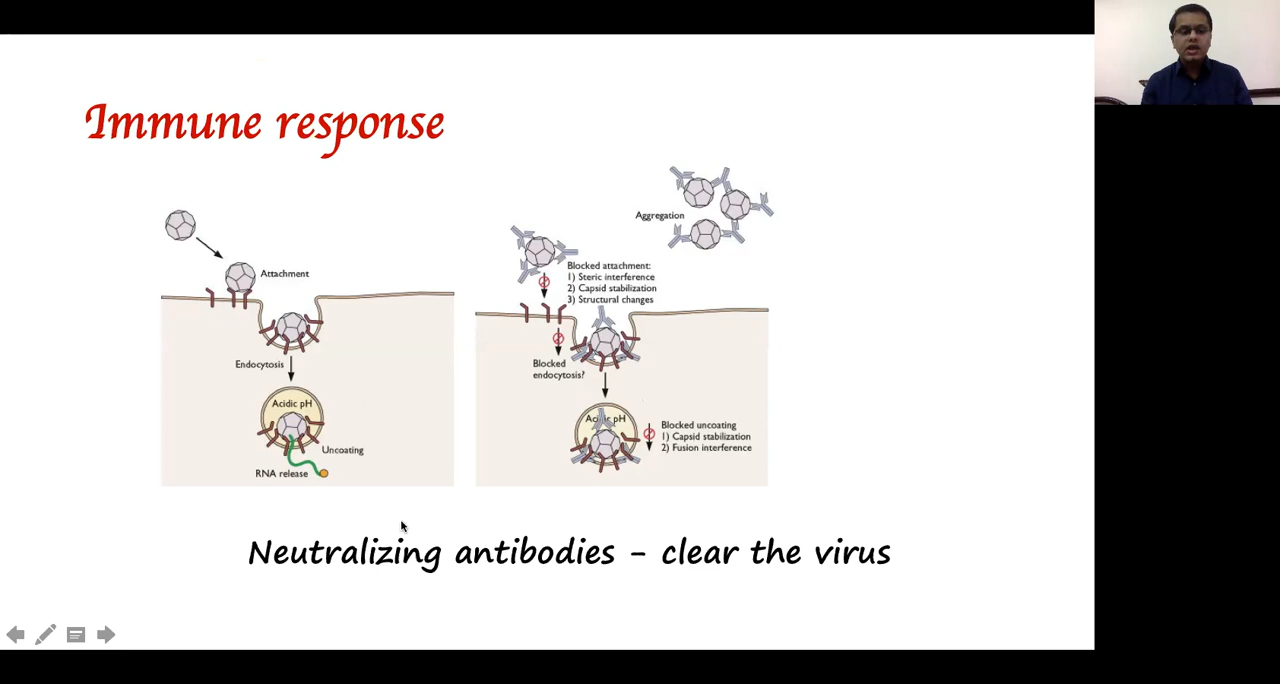 Immune response
Attachment
Endocytosis
Acidic pH
Uncoating
RNA release
Aggregation
Blocked attachment:
1) Steric interference
2) Capsid stabilization
3) Structural changes
Blocked
endocytosis?
Acidic pH
Blocked uncoating
1) Capsid stabilization
2) Fusion interference
Neutralizing antibodies - clear the virus